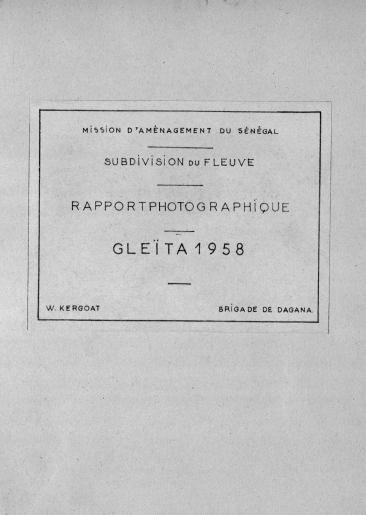 MISSION D'AMÉNAGEMENT DU SÉNÉGAL
SUBDIVISION DU FLEUVE
RAPPORT PHOTOGRAPHIQUE
GLEÏTA 1958
W. KERGOAT
BRIGADE DE DAGANA.